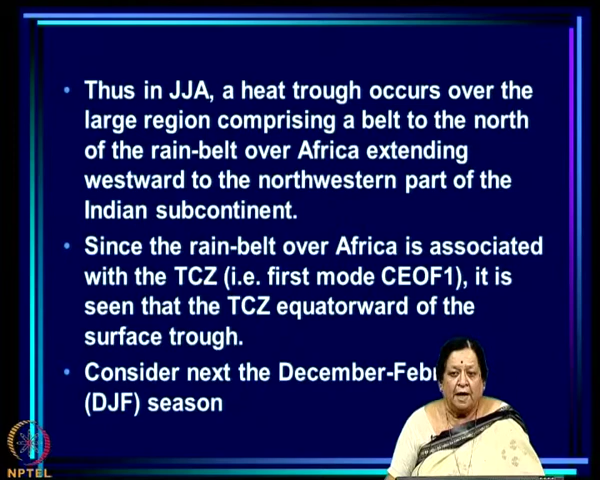 Thus in JJA, a heat trough occurs over the
large region comprising a belt to the north
of the rain-belt over Africa extending
westward to the northwestern part of the
Indian subcontinent.
Since the rain-belt over Africa is associated
with the TCZ (i.e. first mode CEOF1), it is
seen that the TCZ equatorward of the
surface trough.
Consider next the
(DJF) season
NPTEL